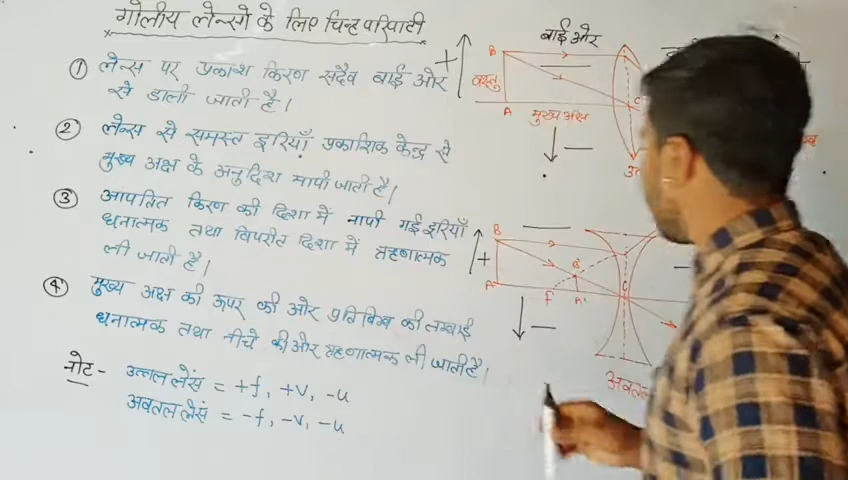 गोलीय लेन्सो के लिए चिन्ह परिपाटी
① लेन्स पर प्रकाश किरण सदैव बाई ओर
से डाली जाती है।
② लेन्स से समस्त दूरियाँ प्रकाशिक केन्द्र से
मुख्य अक्ष के अनुदिश मापी जाती है।
③ आपतित किरण की दिशा में नापी गई दूरियाँ
धनात्मक तथा विपरीत दिशा में ऋणात्मक
ली जाती है।
④ मुख्य अक्ष की ऊपर की ओर प्रतिबिम्ब की लम्बाई
धनात्मक तथा नीचे की ओर ऋणात्मक ली जाती है।
नोट - उत्तल लेंस = +f, +v, -u
अवतल लेंस = -f, -v, -u
बाई ओर
+
B
वस्तु
A
मुख्य अक्ष
C
—
—
B
+
A
B'
F
A'
C
—
—